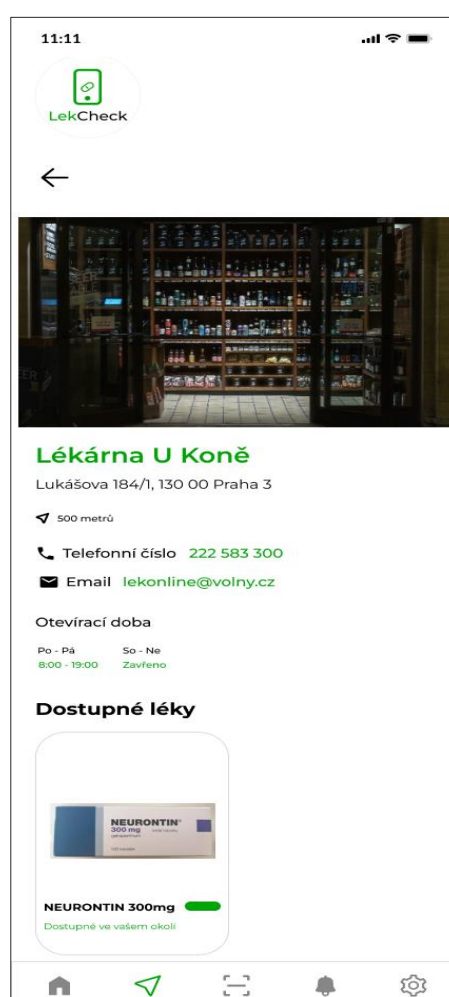 11:11
LekCheck
Lékárna U Koně
Lukášova 184/1, 130 00 Praha 3
500 metrů
Telefonní číslo 222 583 300
Email lekonline@volny.cz
Otevírací doba
Po - Pá So - Ne
8:00 - 19:00 Zavřeno
Dostupné léky
NEURONTIN®
300 mg
NEURONTIN 300mg
Dostupné ve vašem okolí